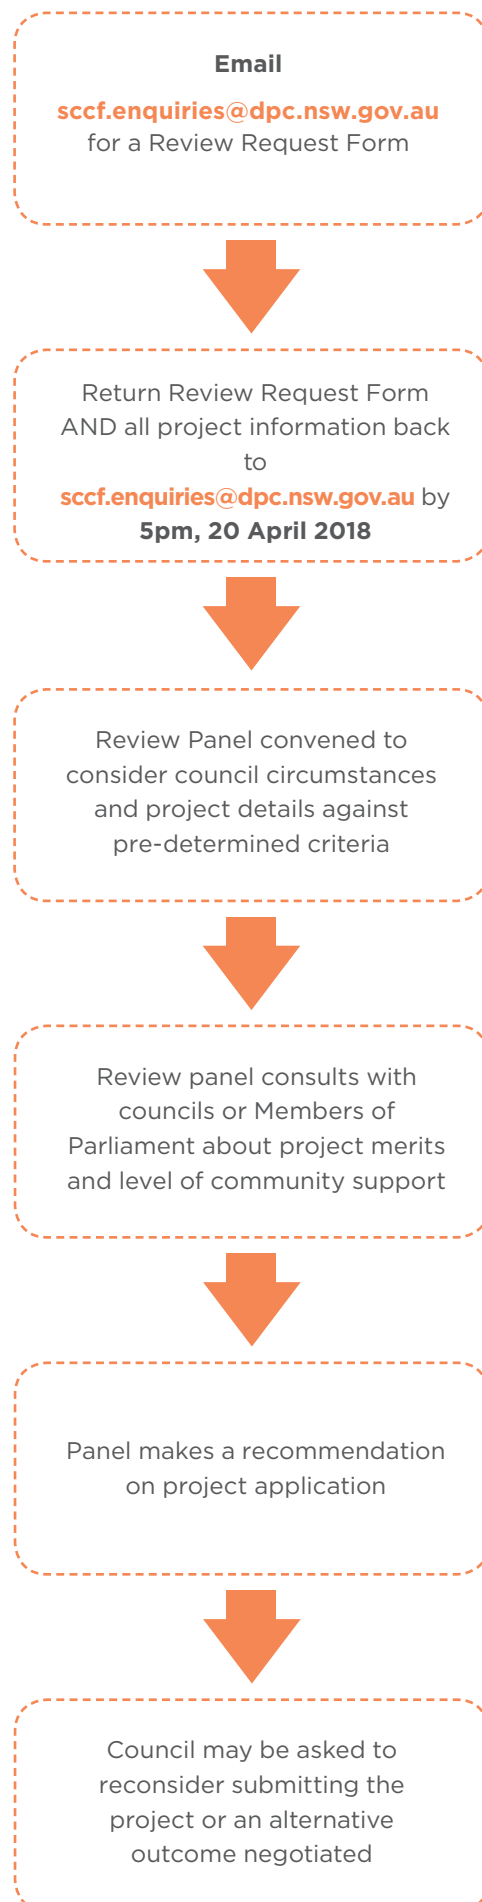 Email
sccf.enquiries@dpc.nsw.gov.au
for a Review Request Form
Return Review Request Form
AND all project information back
to
sccf.enquiries@dpc.nsw.gov.au by
5pm, 20 April 2018
Review Panel convened to
consider council circumstances
and project details against
pre-determined criteria
Review panel consults with
councils or Members of
Parliament about project merits
and level of community support
Panel makes a recommendation
on project application
Council may be asked to
reconsider submitting the
project or an alternative
outcome negotiated